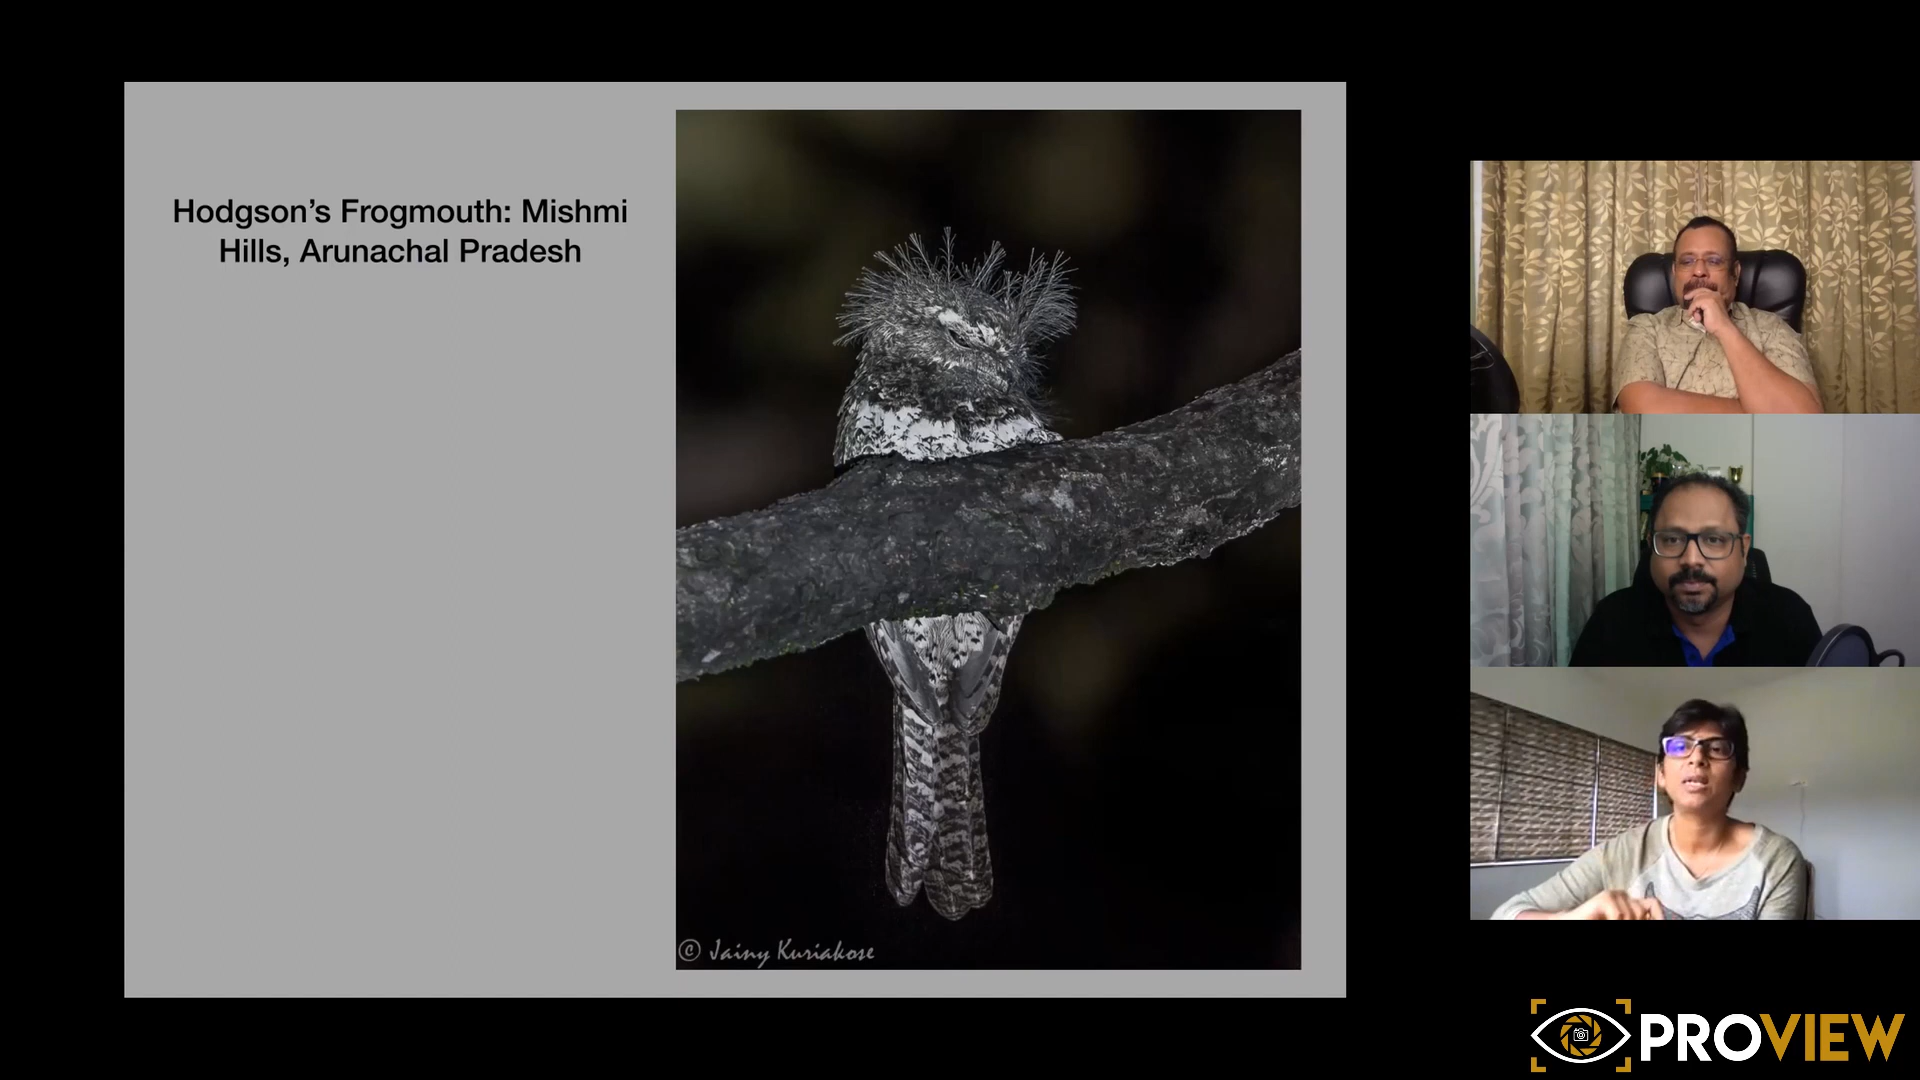 Hodgson’s Frogmouth: Mishmi
Hills, Arunachal Pradesh
© Jainy Kuriakose
PROVIEW